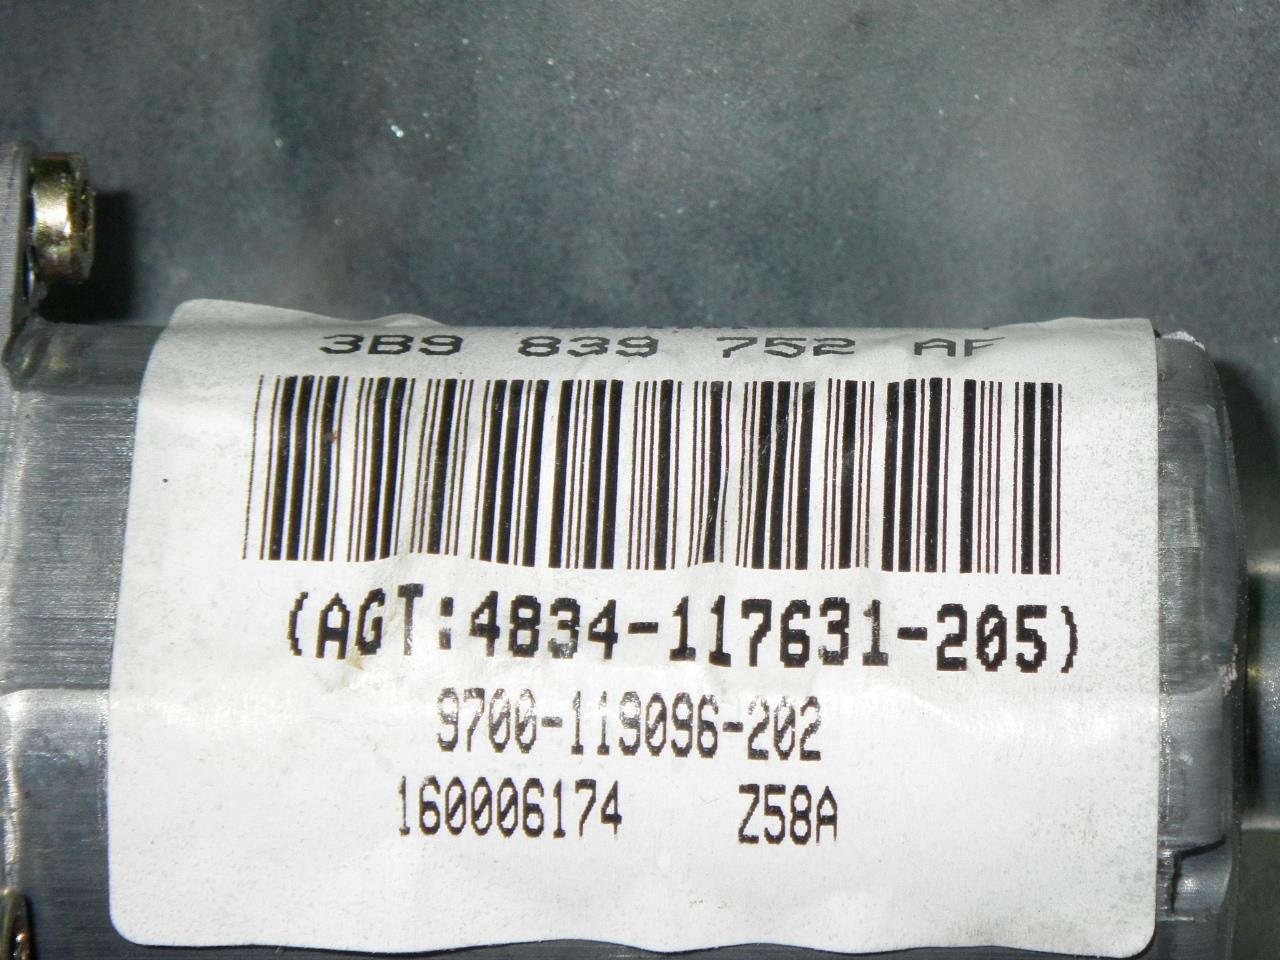 3B9 839 752 AF
(AGT:4834-117631-205)
9700-119096-202
160006174 Z58A